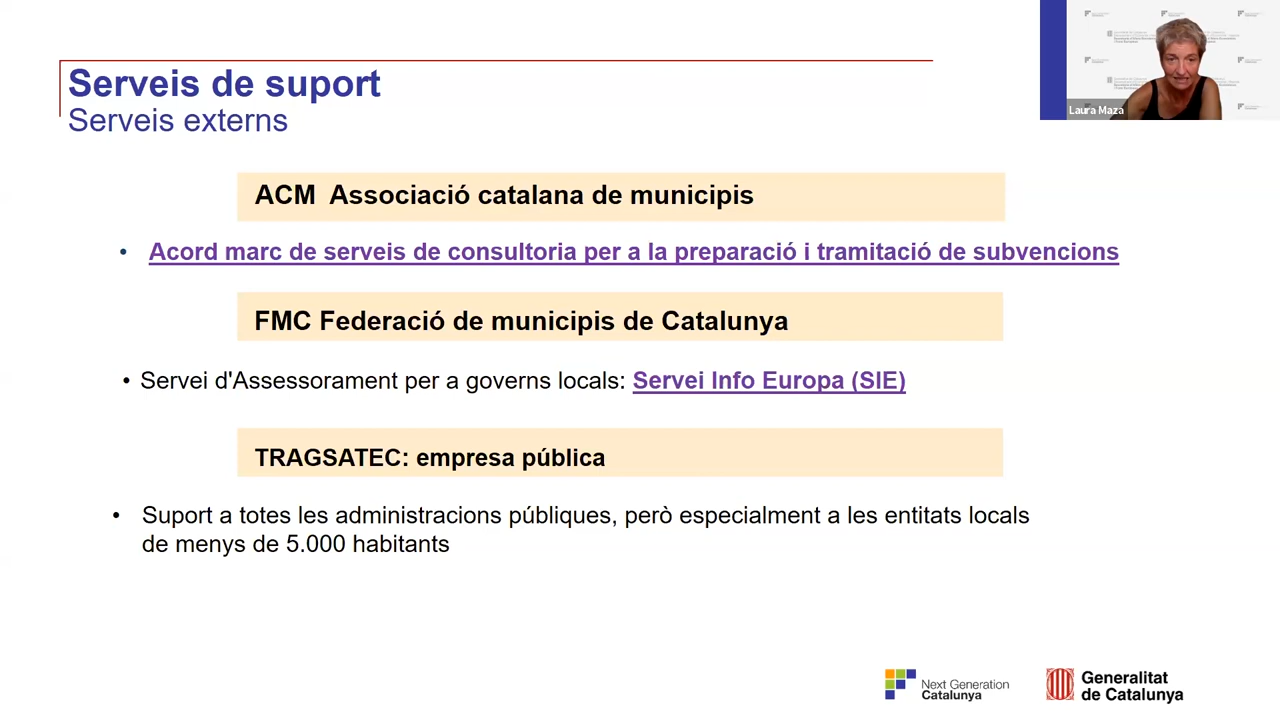 Serveis de suport
Serveis externs
Laura Maza
ACM Associació catalana de municipis
• Acord marc de serveis de consultoria per a la preparació i tramitació de subvencions
FMC Federació de municipis de Catalunya
• Servei d'Assessorament per a governs locals: Servei Info Europa (SIE)
TRAGSATEC: empresa pública
• Suport a totes les administracions públiques, però especialment a les entitats locals
de menys de 5.000 habitants
Next Generation
Catalunya
Generalitat
de Catalunya